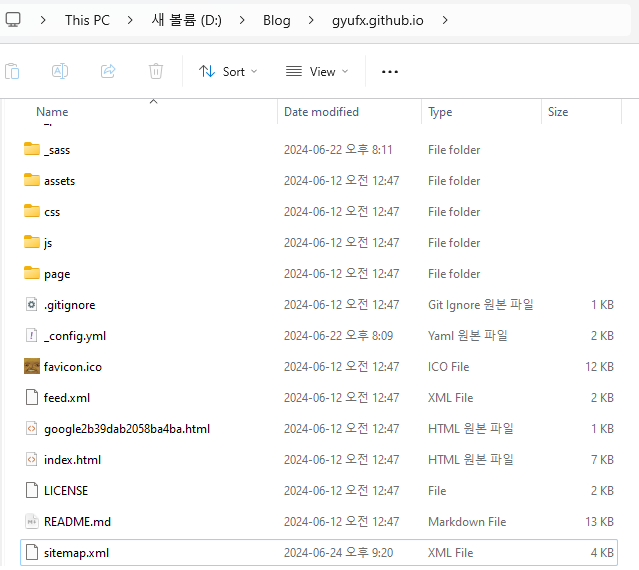 This PC > 새 볼륨 (D:) > Blog > gyufx.github.io >
Sort View ...
Name Date modified Type Size
_sass 2024-06-22 오후 8:11 File folder
assets 2024-06-12 오전 12:47 File folder
css 2024-06-12 오전 12:47 File folder
js 2024-06-12 오전 12:47 File folder
page 2024-06-12 오전 12:47 File folder
.gitignore 2024-06-12 오전 12:47 Git Ignore 원본 파일 1 KB
_config.yml 2024-06-22 오후 8:09 Yaml 원본 파일 2 KB
favicon.ico 2024-06-12 오전 12:47 ICO File 12 KB
feed.xml 2024-06-12 오전 12:47 XML File 2 KB
google2b39dab2058ba4ba.html 2024-06-12 오전 12:47 HTML 원본 파일 1 KB
index.html 2024-06-12 오전 12:47 HTML 원본 파일 7 KB
LICENSE 2024-06-12 오전 12:47 File 2 KB
README.md 2024-06-12 오전 12:47 Markdown File 13 KB
sitemap.xml 2024-06-24 오후 9:20 XML File 4 KB